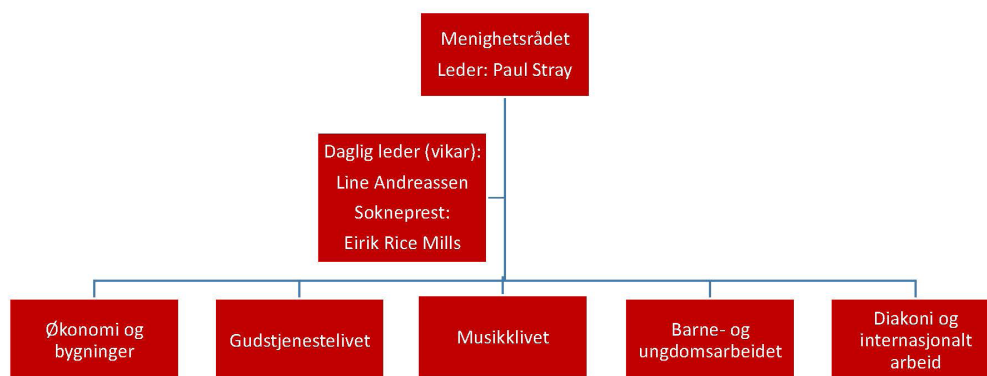 Menighetsrådet
Leder: Paul Stray
Daglig leder (vikar):
Line Andreassen
Sokneprest:
Eirik Rice Mills
Økonomi og
bygninger
Gudstjenestelivet
Musikklivet
Barne- og
ungdomsarbeidet
Diakoni og
internasjonalt
arbeid